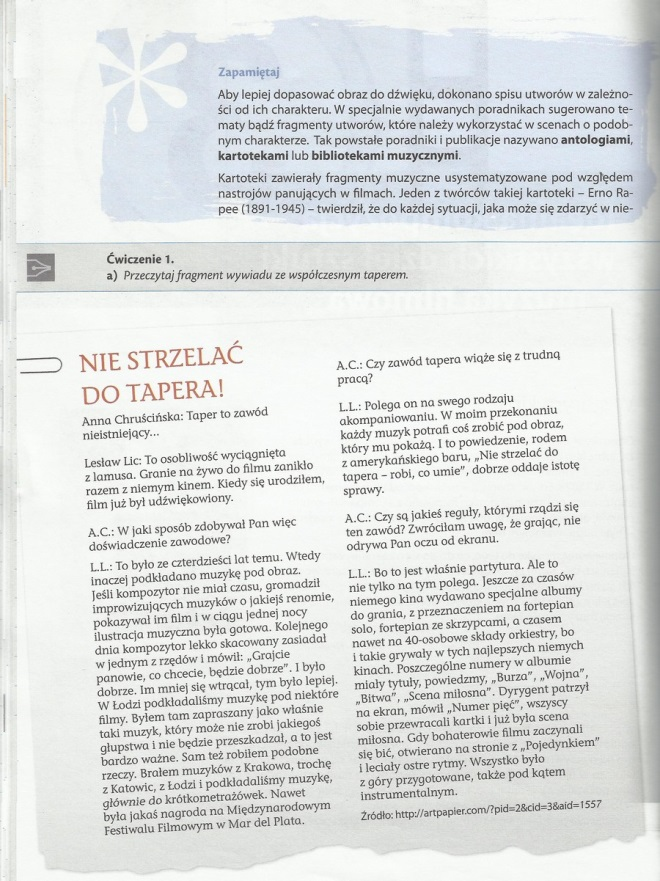 Zapamiętaj
Aby lepiej dopasować obraz do dźwięku, dokonano spisu utworów w zależno-
ści od ich charakteru. W specjalnie wydawanych poradnikach sugerowano te-
maty bądź fragmenty utworów, które należy wykorzystać w scenach o podob-
nym charakterze. Tak powstałe poradniki i publikacje nazywano antologiami,
kartotekami lub bibliotekami muzycznymi.
Kartoteki zawierały fragmenty muzyczne usystematyzowane pod względem
nastrojów panujących w filmach. Jeden z twórców takiej kartoteki – Erno Ra-
pee (1891-1945) – twierdził, że do każdej sytuacji, jaka może się zdarzyć w nie-
Ćwiczenie 1.
a) Przeczytaj fragment wywiadu ze współczesnym taperem.
NIE STRZELAĆ
DO TAPERA!
Anna Chruścińska: Taper to zawód
nieistniejący...
Lesław Lic: To osobliwość wyciągnięta
z lamusa. Granie na żywo do filmu zanikło
razem z niemym kinem. Kiedy się urodziłem,
film już był udźwiękowiony.
A.C.: W jaki sposób zdobywał Pan więc
doświadczenie zawodowe?
L.L.: To było ze czterdzieści lat temu. Wtedy
inaczej podkładano muzykę pod obraz.
Jeśli kompozytor nie miał czasu, gromadził
improwizujących muzyków o jakiejś renomie,
pokazywał im film i w ciągu jednej nocy
ilustracja muzyczna była gotowa. Kolejnego
dnia kompozytor lekko skacowany zasiadał
w jednym z rzędów i mówił: „Grajcie
panowie, co chcecie, będzie dobrze”. I było
dobrze. Im mniej się wtrącał, tym było lepiej.
W Łodzi podkładaliśmy muzykę pod niektóre
filmy. Byłem tam zapraszany jako właśnie
taki muzyk, który może nie zrobi jakiegoś
głupstwa i nie będzie przeszkadzał, a to jest
bardzo ważne. Sam też robiłem podobne
rzeczy. Brałem muzyków z Krakowa, trochę
z Katowic, z Łodzi i podkładaliśmy muzykę,
głównie do krótkometrażówek. Nawet
była jakaś nagroda na Międzynarodowym
Festiwalu Filmowym w Mar del Plata.
A.C.: Czy zawód tapera wiąże się z trudną
pracą?
L.L.: Polega on na swego rodzaju
akompaniowaniu. W moim przekonaniu
każdy muzyk potrafi coś zrobić pod obraz,
który mu pokażą. I to powiedzenie, rodem
z amerykańskiego baru, „Nie strzelać do
tapera – robi, co umie”, dobrze oddaje istotę
sprawy.
A.C.: Czy są jakieś reguły, którymi rządzi się
ten zawód? Zwróciłam uwagę, że grając, nie
odrywa Pan oczu od ekranu.
L.L.: Bo to jest właśnie partytura. Ale to
nie tylko na tym polega. Jeszcze za czasów
niemego kina wydawano specjalne albumy
do grania, z przeznaczeniem na fortepian
solo, fortepian ze skrzypcami, a czasem
nawet na 40-osobowe składy orkiestry, bo
i takie grywały w tych najlepszych niemych
kinach. Poszczególne numery w albumie
miały tytuły, powiedzmy, „Burza”, „Wojna”,
„Bitwa”, „Scena miłosna”. Dyrygent patrzył
na ekran, mówił „Numer pięć”, wszyscy
sobie przewracali kartki i już była scena
miłosna. Gdy bohaterowie filmu zaczynali
się bić, otwierano na stronie z „Pojedynkiem”
i leciały ostre rytmy. Wszystko było
z góry przygotowane, także pod kątem
instrumentalnym.
Źródło: http://artpapier.com/?pid=2&cid=3&aid=1557